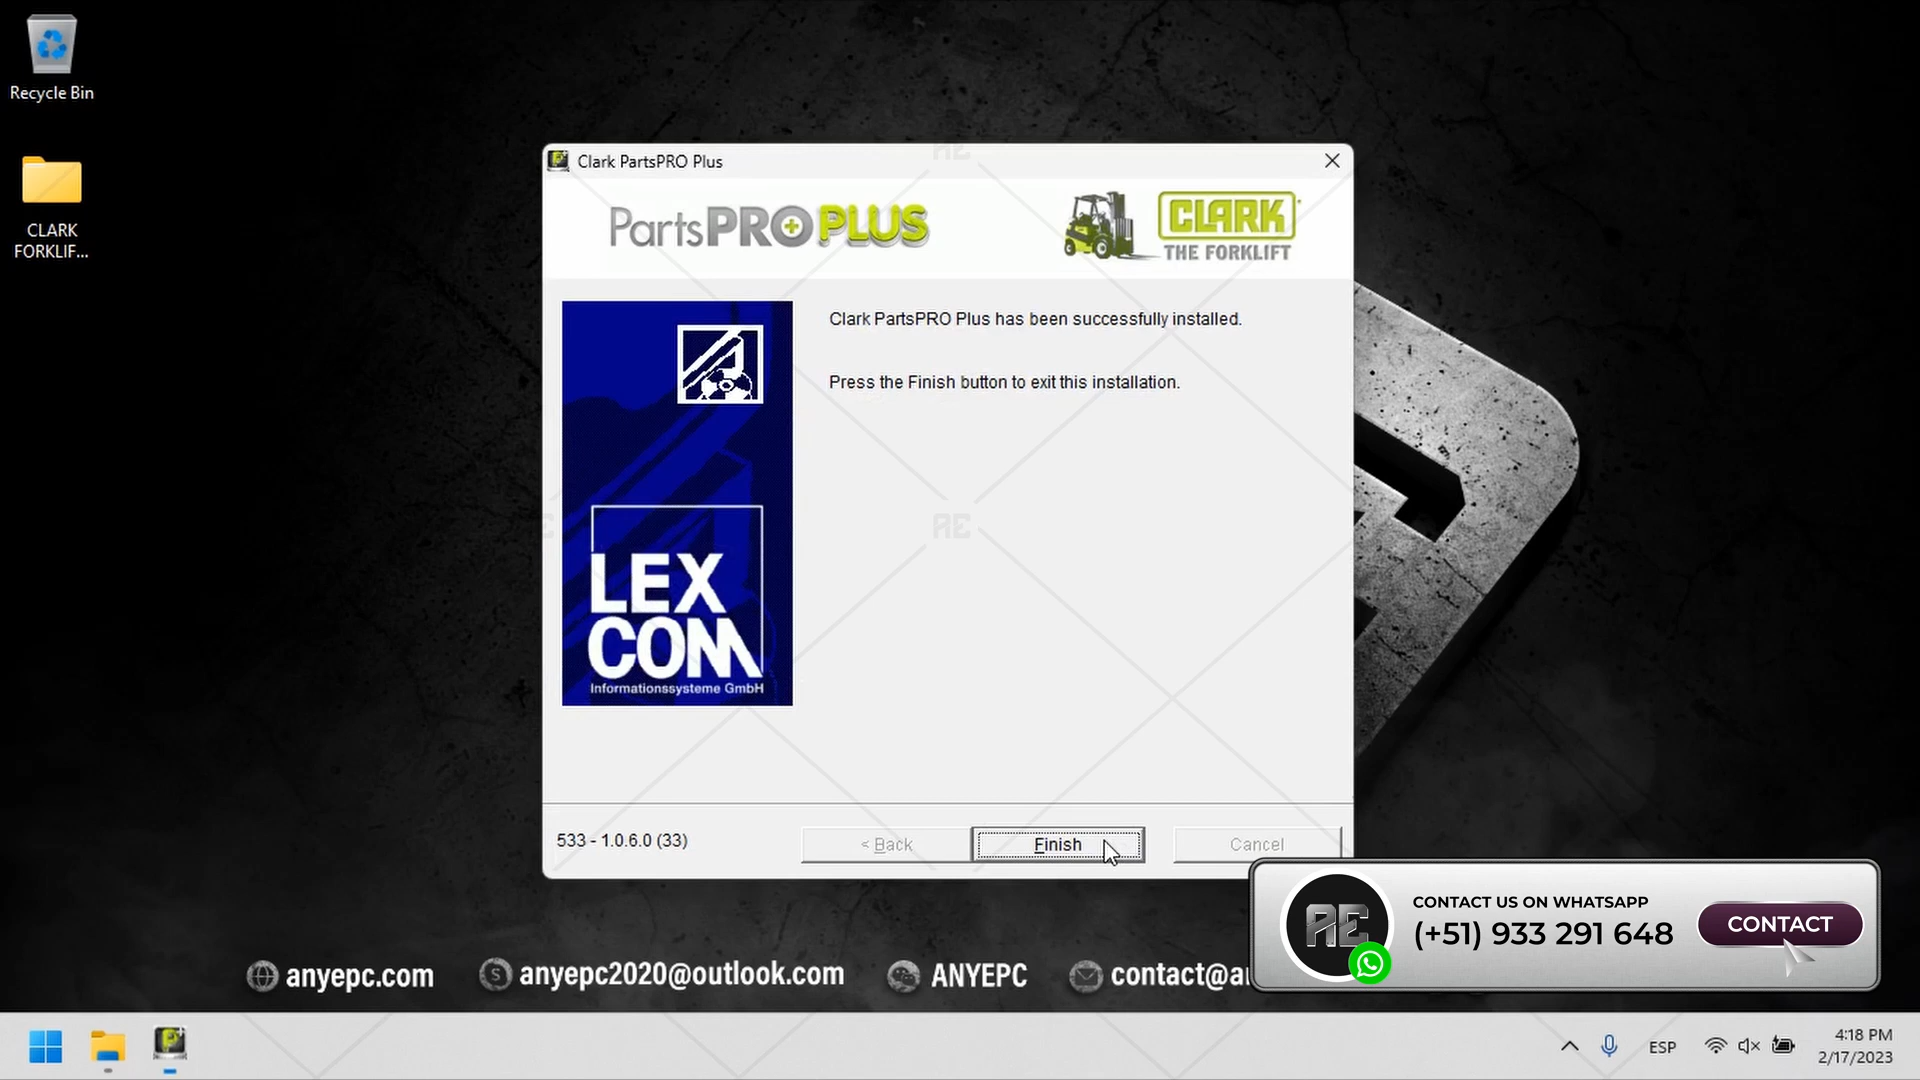 Recycle Bin
CLARK
FORKLIF...
Clark PartsPRO Plus
PartsPRO PLUS
CLARK
THE FORKLIFT
Clark PartsPRO Plus has been successfully installed.
Press the Finish button to exit this installation.
LEX
COM
Informationssysteme GmbH
533 - 1.0.6.0 (33)
< Back
Finish
Cancel
AE
CONTACT US ON WHATSAPP
(+51) 933 291 648
CONTACT
anyepc.com
anyepc2020@outlook.com
ANYEPC
contact@a
ESP
4:18 PM
2/17/2023